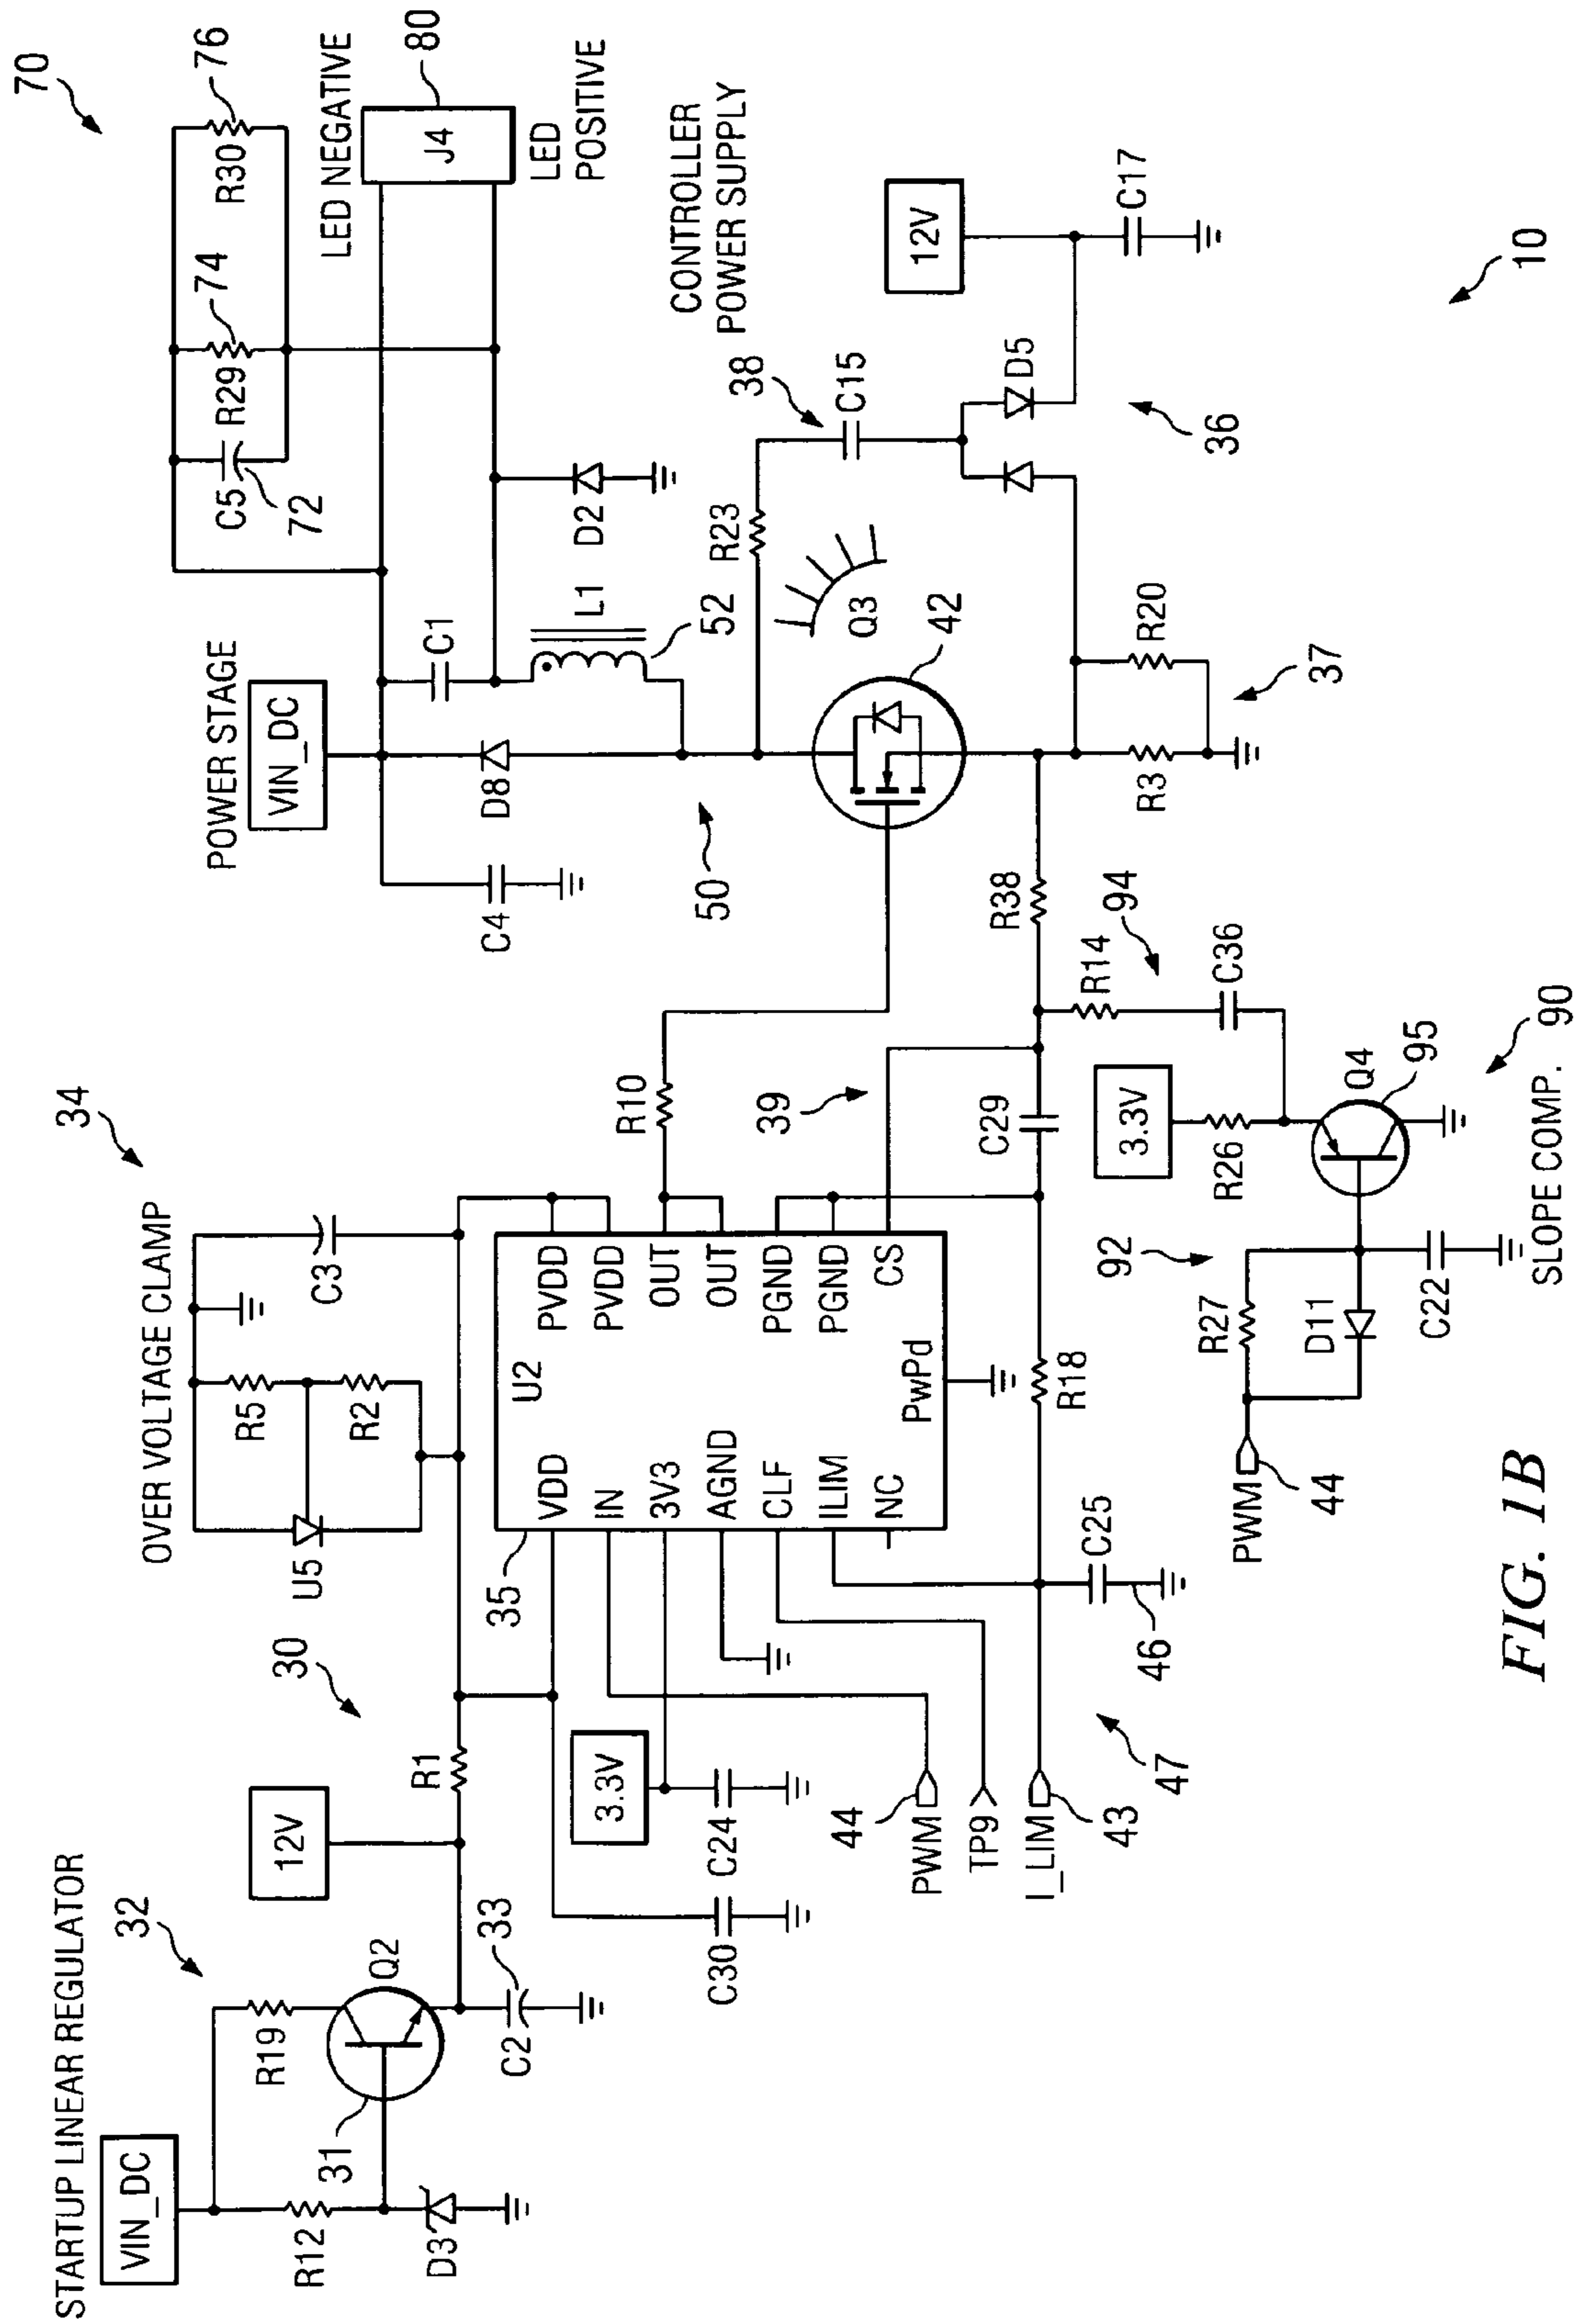 STARTUP LINEAR REGULATOR
VIN_DC
32
R19
R12
31
Q2
D3
C2
33
12V
R1
30
OVER VOLTAGE CLAMP
34
U5
R5
R2
C3
35
U2
VDD
IN
3V3
AGND
CLF
ILIM
NC
PVDD
PVDD
OUT
OUT
PGND
PGND
CS
PwPd
3.3V
C24
C30
44
PWM
TP9
I_LIM
43
47
46
C25
R18
C29
39
R10
R38
POWER STAGE
VIN_DC
C4
D8
50
C1
L1
52
D2
Q3
42
R3
R20
37
70
C5
72
R29
74
R30
76
LED NEGATIVE
J4
80
LED
POSITIVE
CONTROLLER
POWER SUPPLY
R23
38
C15
D5
36
12V
C17
10
PWM
44
R27
92
D11
C22
3.3V
R26
Q4
95
R14
94
C36
90
SLOPE COMP.
FIG. 1B